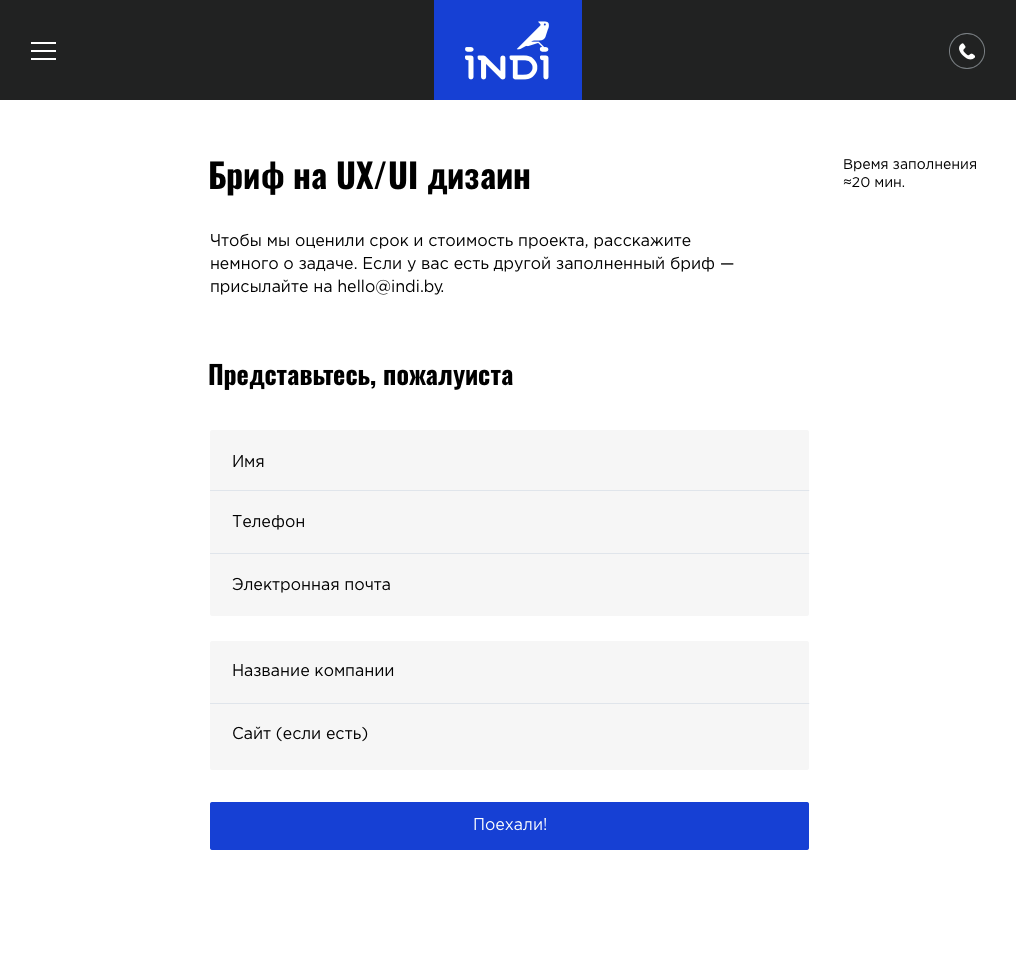 iNDi
Бриф на UX/UI дизаин
Время заполнения
≈20 мин.
Чтобы мы оценили срок и стоимость проекта, расскажите
немного о задаче. Если у вас есть другой заполненный бриф —
присылайте на hello@indi.by.
Представьтесь, пожалуиста
Имя
Телефон
Электронная почта
Название компании
Сайт (если есть)
Поехали!